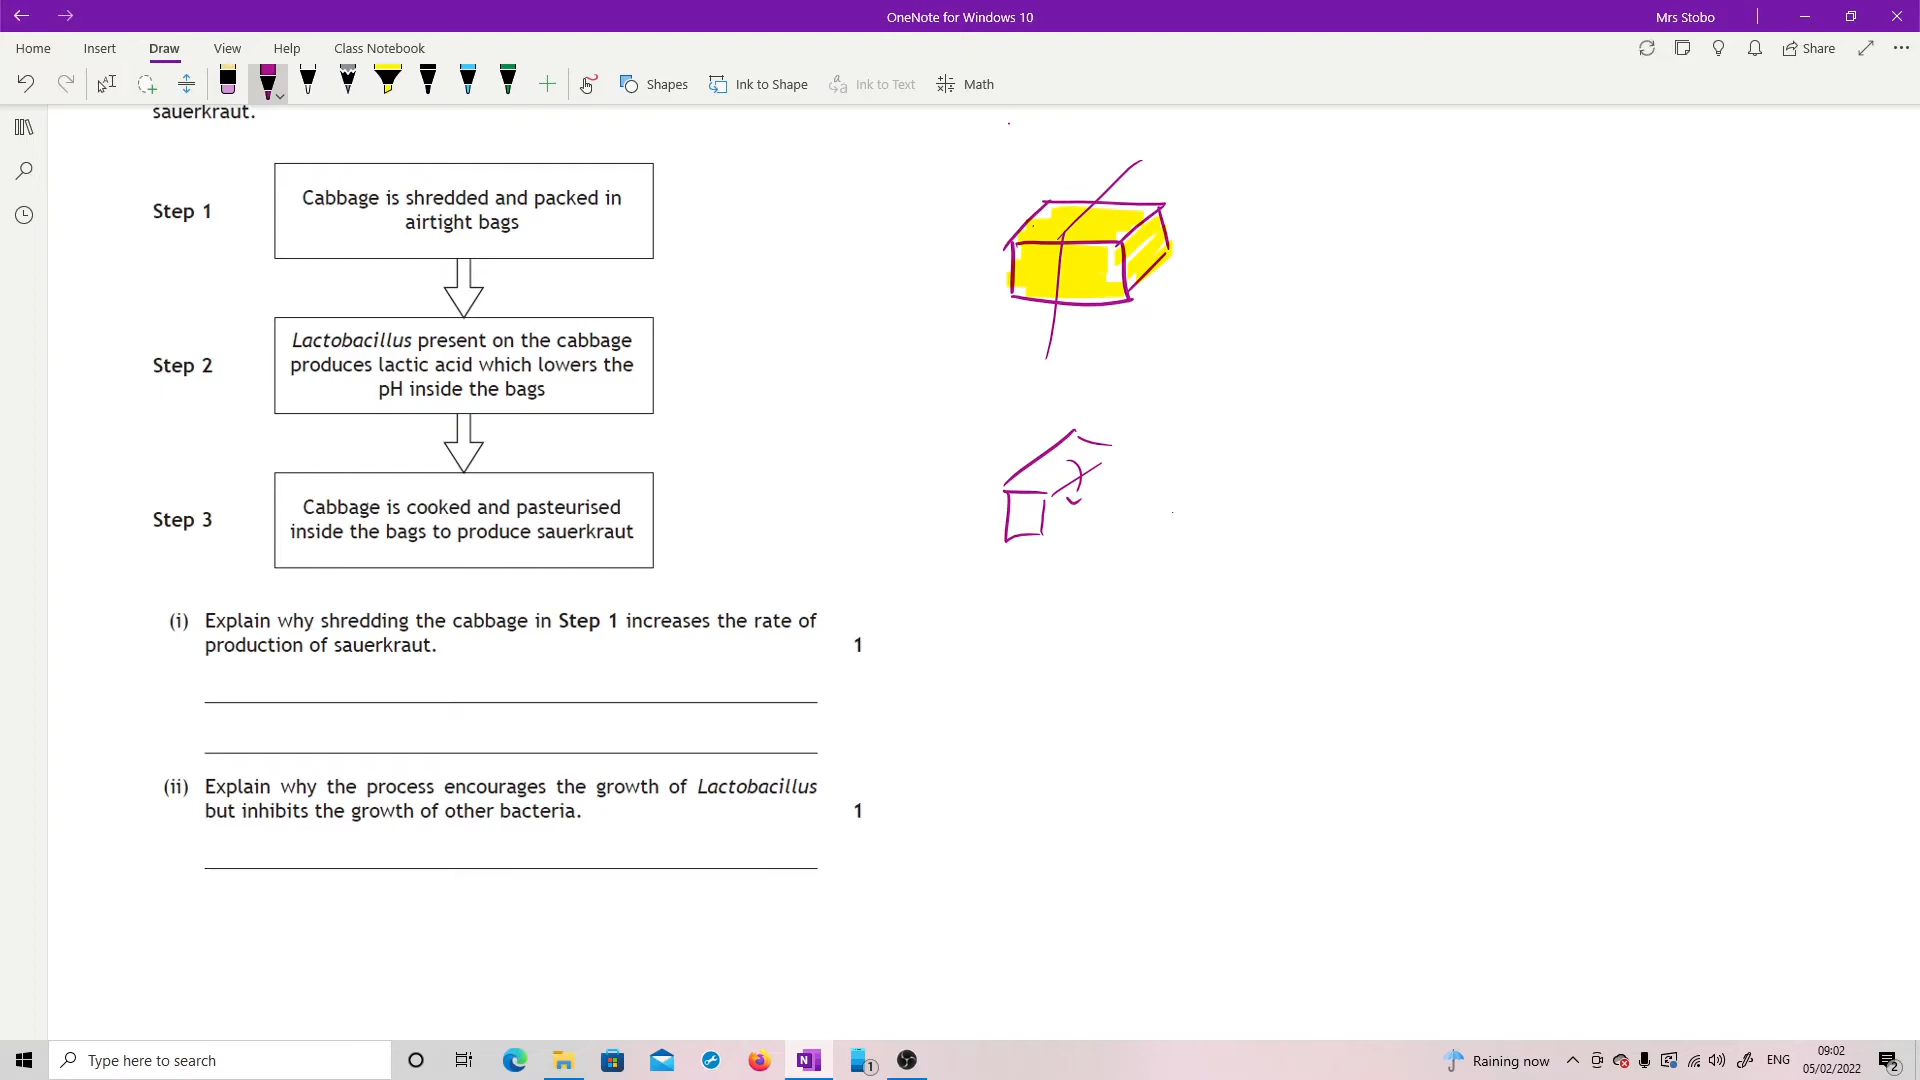 OneNote for Windows 10
Mrs Stobo
Home Insert Draw View Help Class Notebook
Share
Shapes Ink to Shape Ink to Text Math
sauerkraut.
Step 1
Cabbage is shredded and packed in
airtight bags
Step 2
Lactobacillus present on the cabbage
produces lactic acid which lowers the
pH inside the bags
Step 3
Cabbage is cooked and pasteurised
inside the bags to produce sauerkraut
(i) Explain why shredding the cabbage in Step 1 increases the rate of
production of sauerkraut. 1
(ii) Explain why the process encourages the growth of Lactobacillus
but inhibits the growth of other bacteria. 1
Type here to search
N
1
Raining now
ENG
09:02
05/02/2022
2